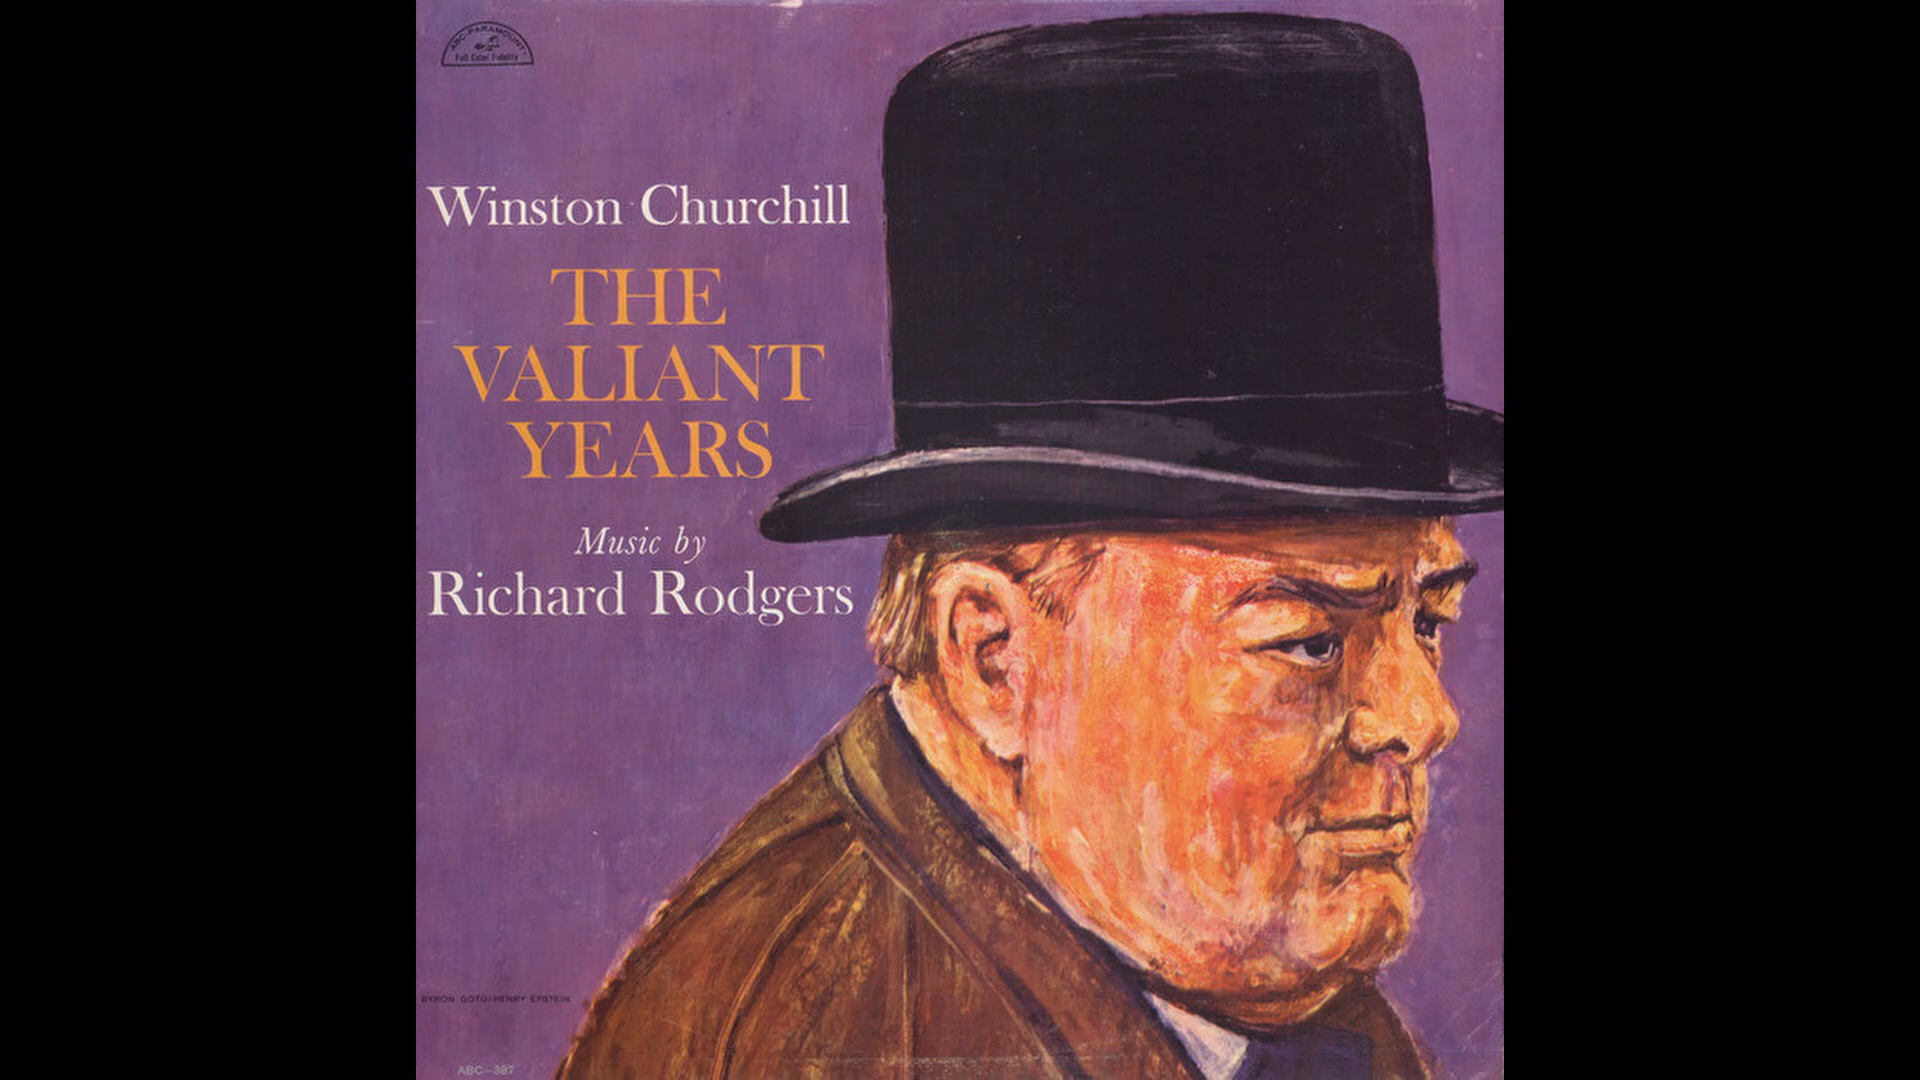 ABC-PARAMOUNT
Full Color Fidelity
Winston Churchill
THE
VALIANT
YEARS
Music by
Richard Rodgers
BYRON GOTO/HENRY EPSTEIN
ABC-387